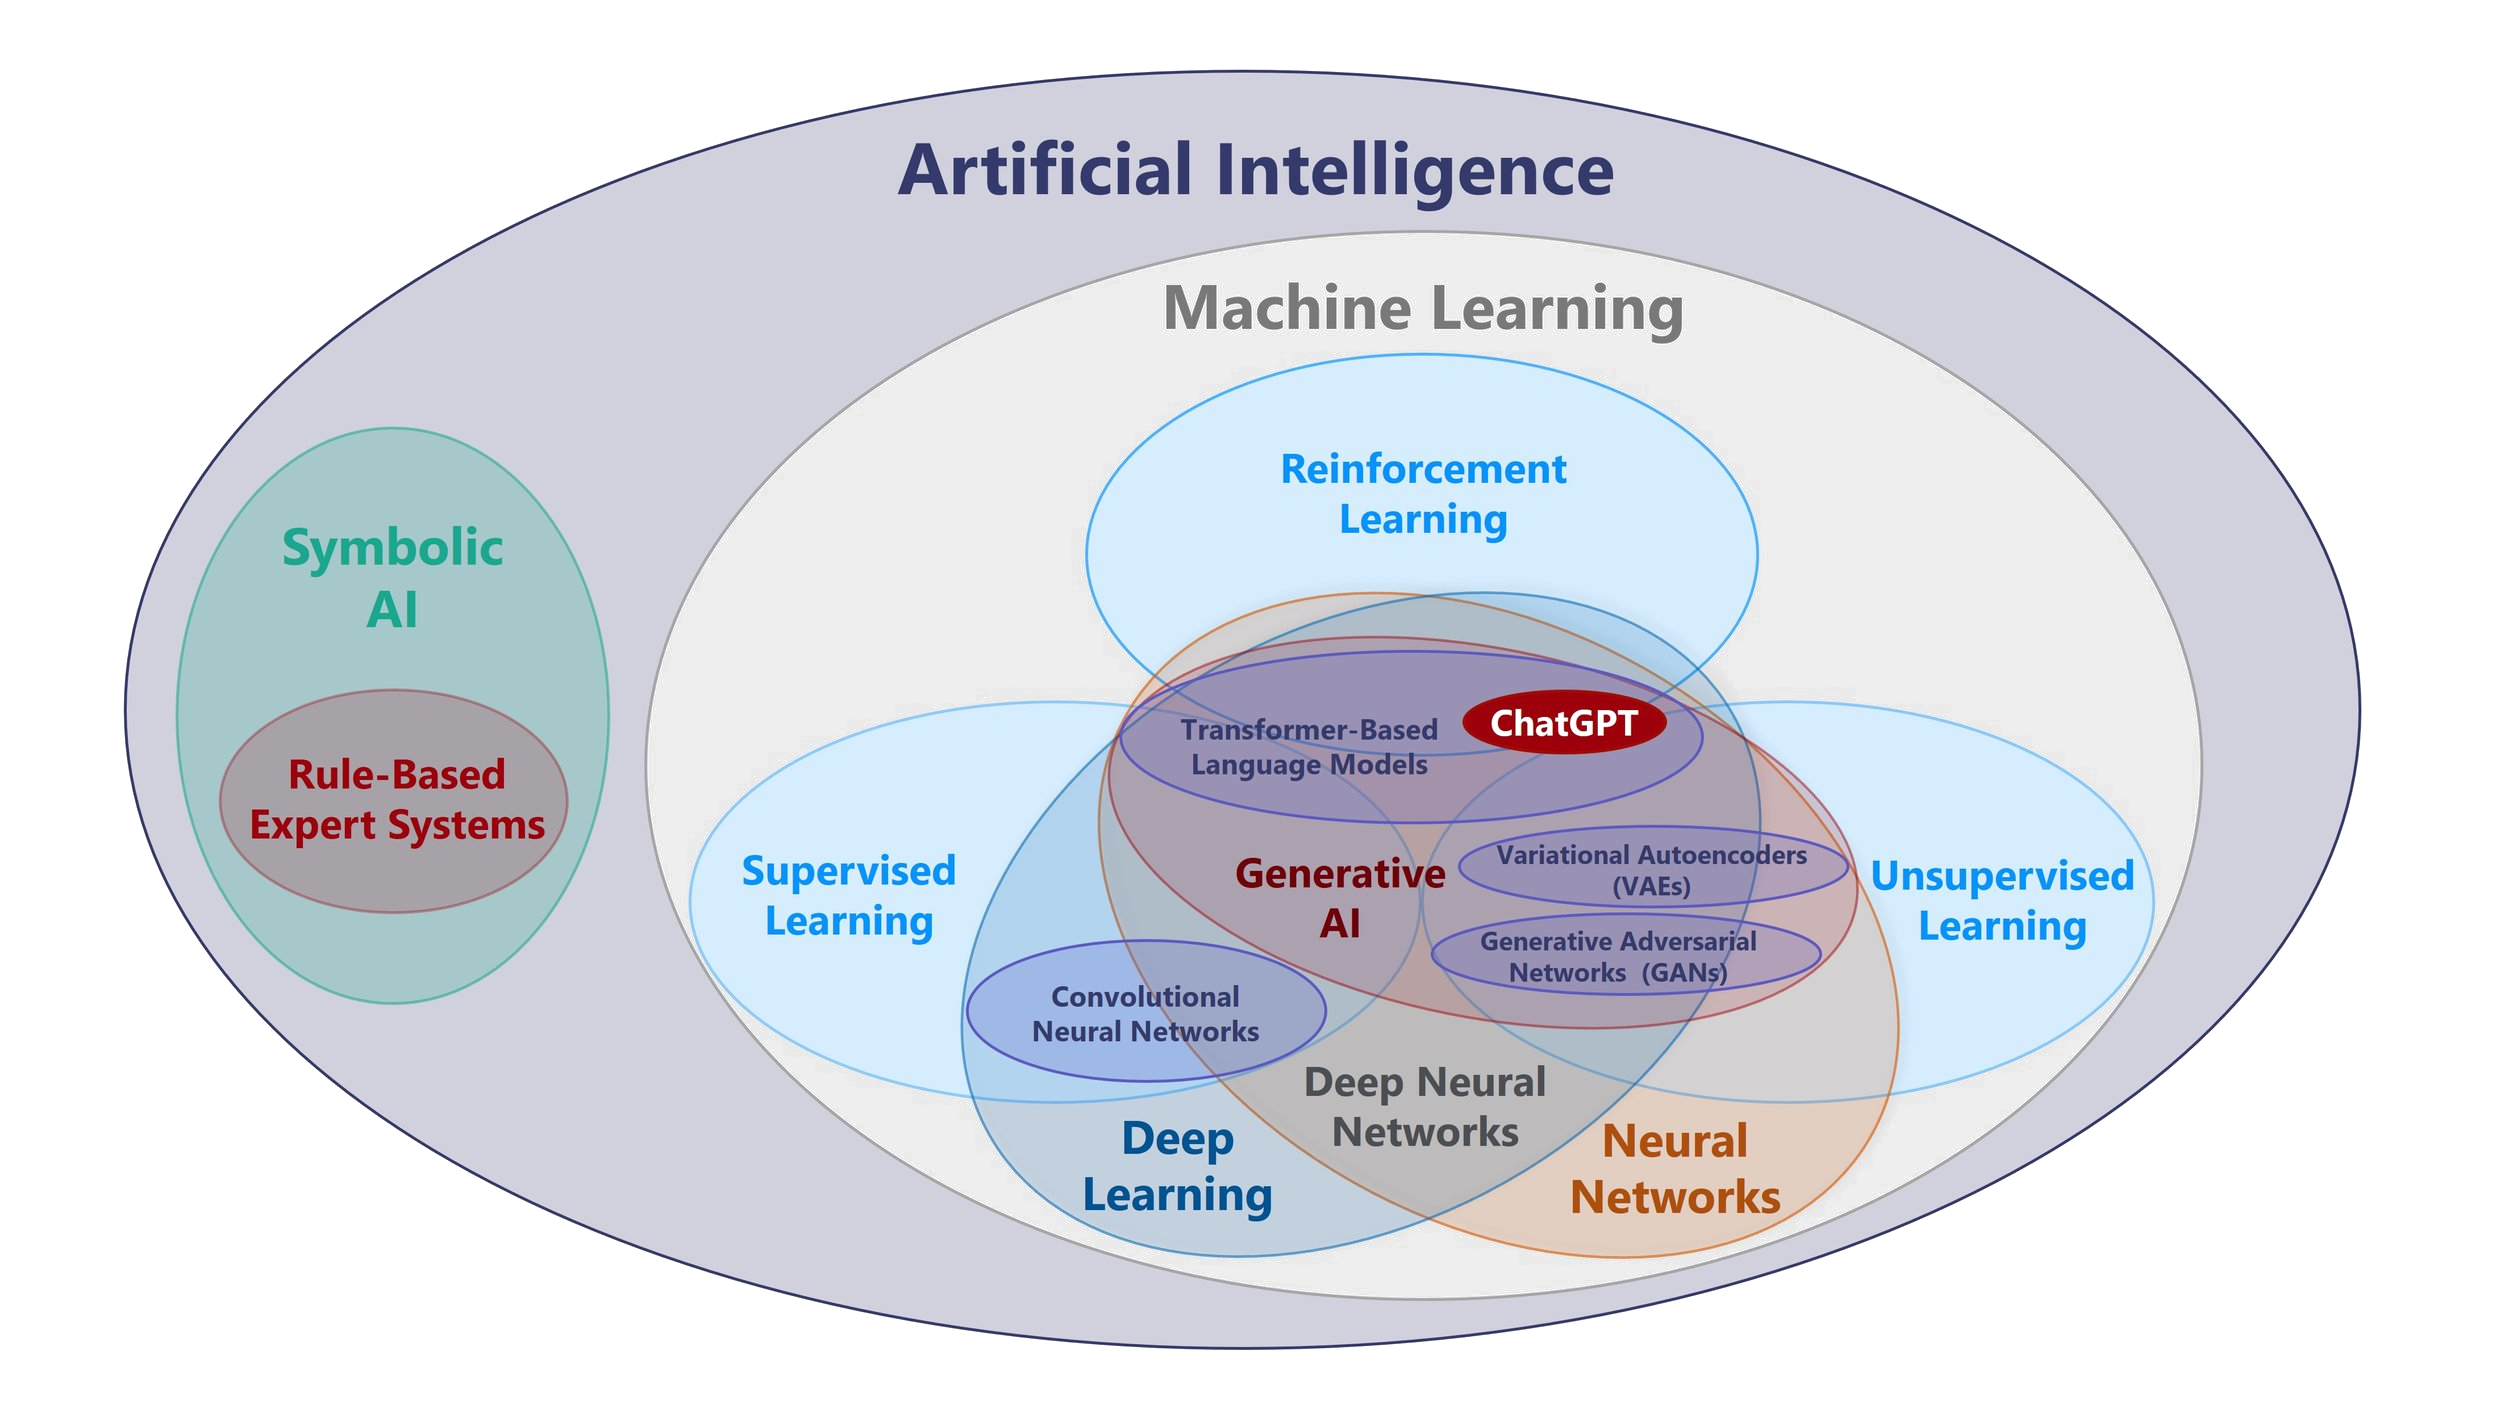 Artificial Intelligence
Machine Learning
Reinforcement
Learning
Symbolic
AI
Rule-Based
Expert Systems
Transformer-Based
Language Models
ChatGPT
Supervised
Learning
Generative
AI
Variational Autoencoders
(VAEs)
Generative Adversarial
Networks (GANs)
Unsupervised
Learning
Convolutional
Neural Networks
Deep Neural
Networks
Deep
Learning
Neural
Networks